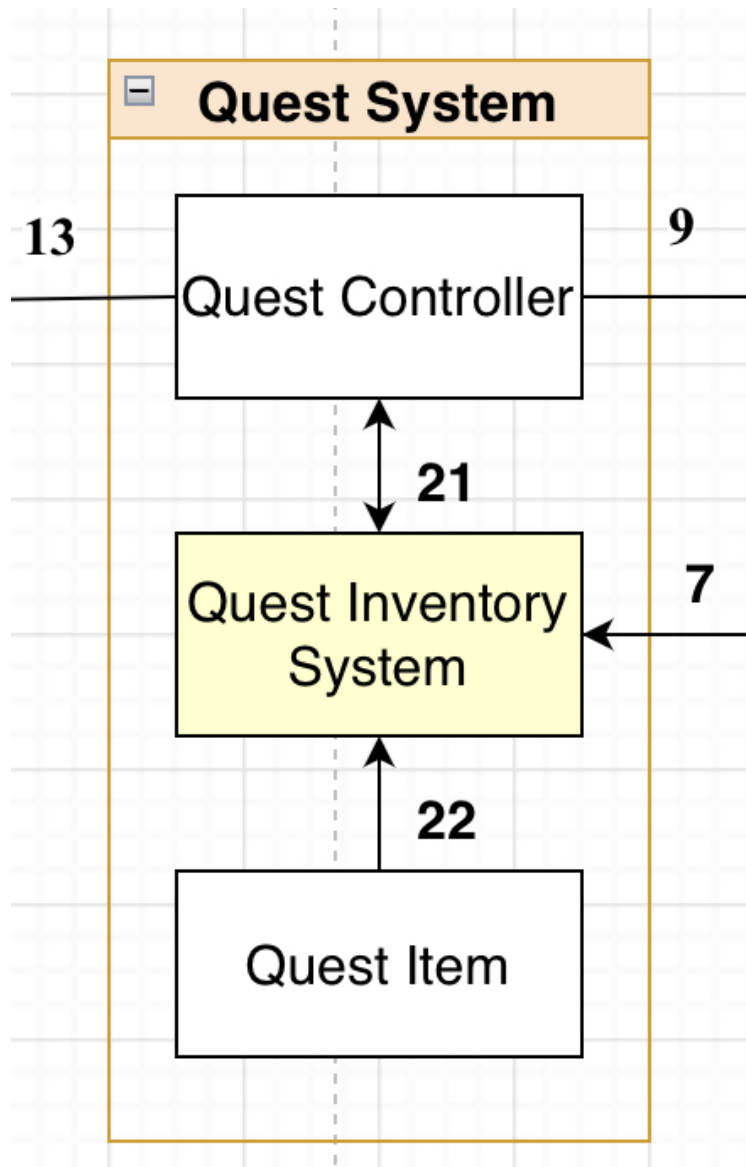 Quest System
13
9
Quest Controller
21
Quest Inventory
System
7
22
Quest Item